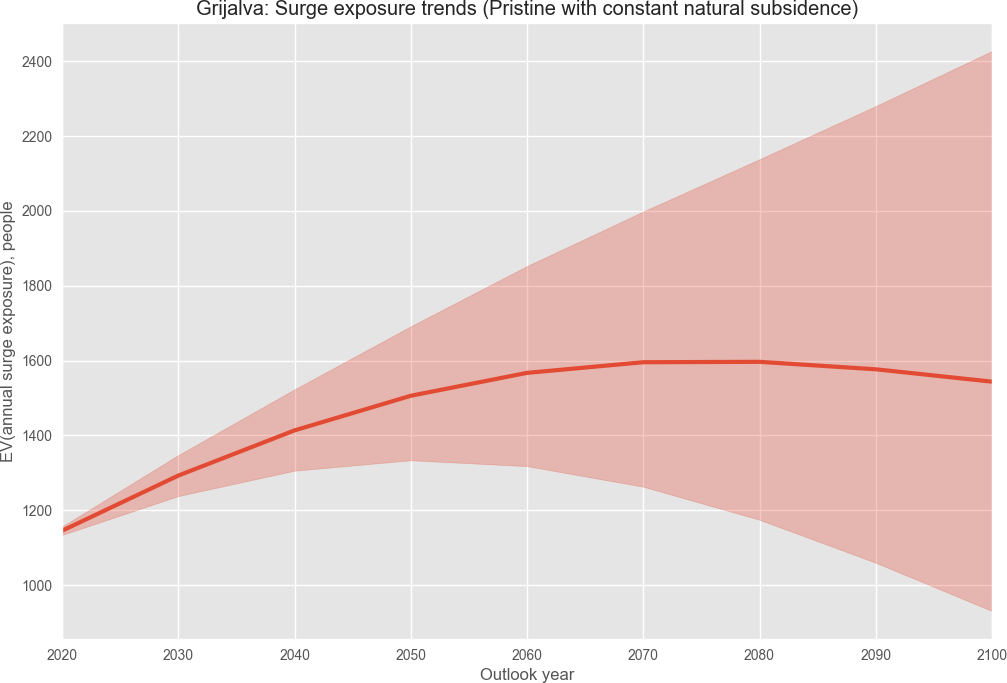 Grijalva: Surge exposure trends (Pristine with constant natural subsidence)
EV(annual surge exposure), people
2400
2200
2000
1800
1600
1400
1200
1000
2020 2030 2040 2050 2060 2070 2080 2090 2100
Outlook year